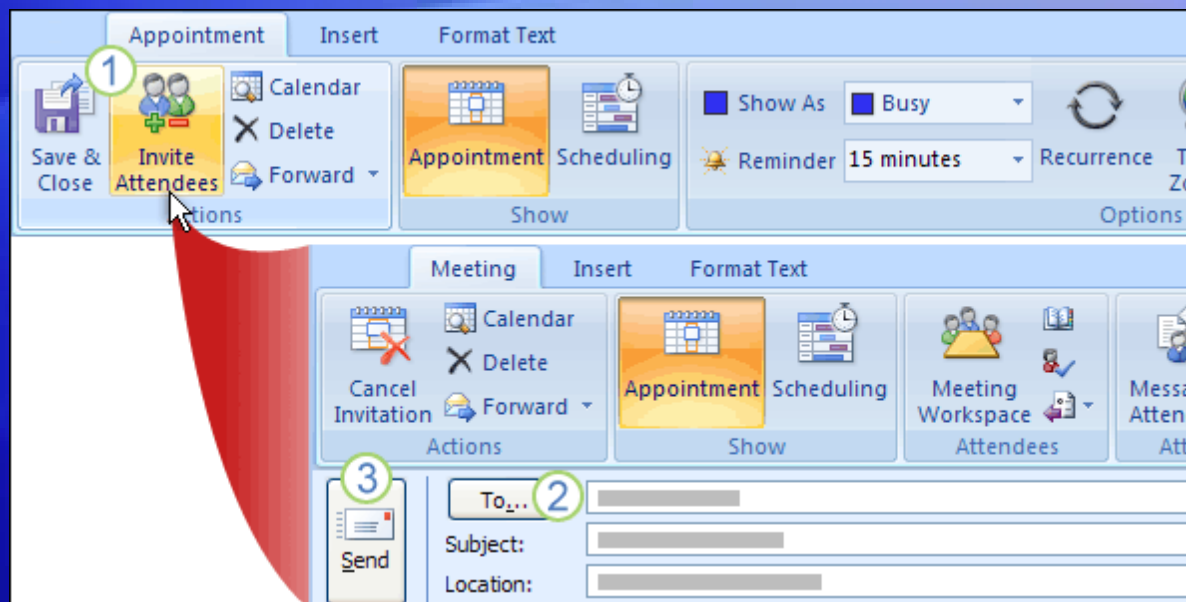 Appointment Insert Format Text
1
Save & Close
Invite Attendees
Calendar
Delete
Forward
Actions
Appointment
Scheduling
Show
Show As Busy
Reminder 15 minutes
Recurrence
Options
Meeting Insert Format Text
Cancel Invitation
Calendar
Delete
Forward
Actions
Appointment
Scheduling
Show
Meeting Workspace
Attendees
3
Send
To... 2
Subject:
Location: